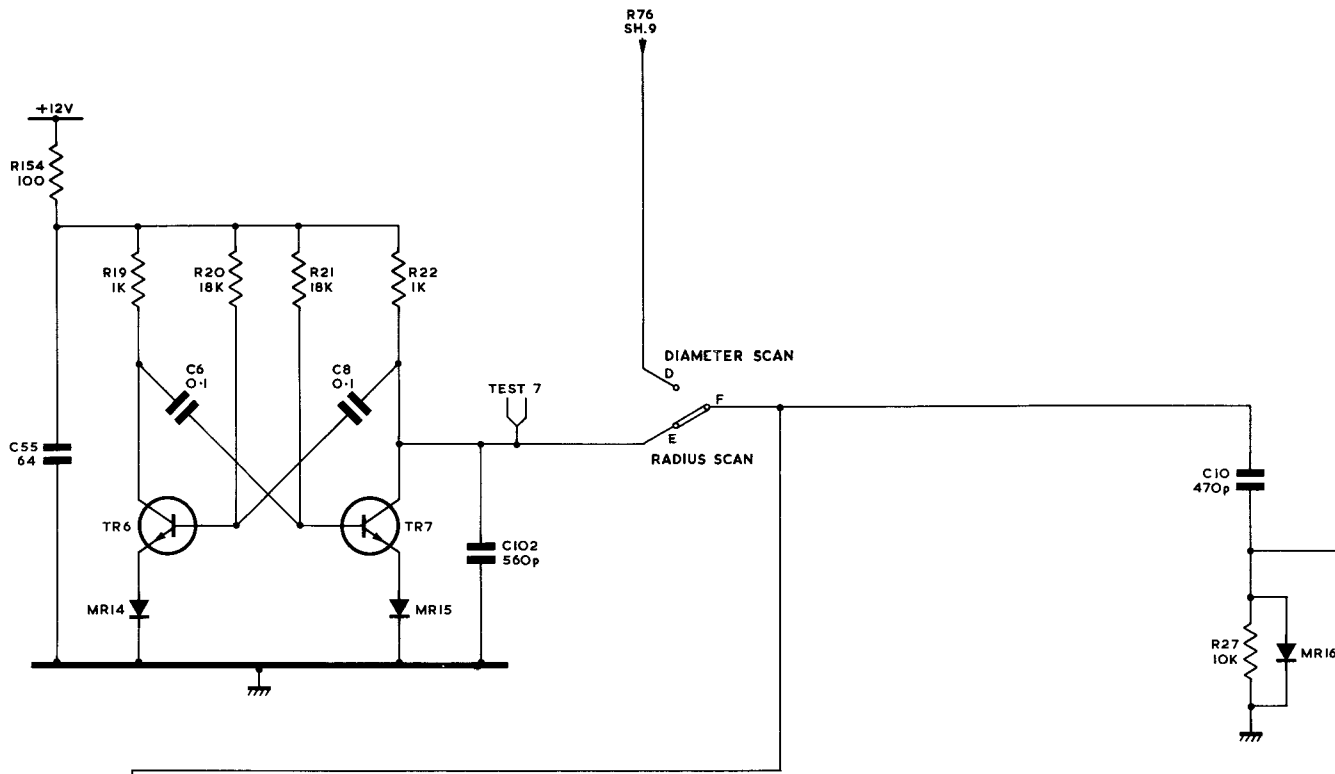 R76
SH.9
+12V
R154
100
R19
1K
R20
18K
R21
18K
R22
1K
DIAMETER SCAN
D
C6
0·1
C8
0·1
TEST 7
F
E
RADIUS SCAN
C55
64
C10
470p
TR6
TR7
C102
560p
MR14
MR15
R27
10K
MR16